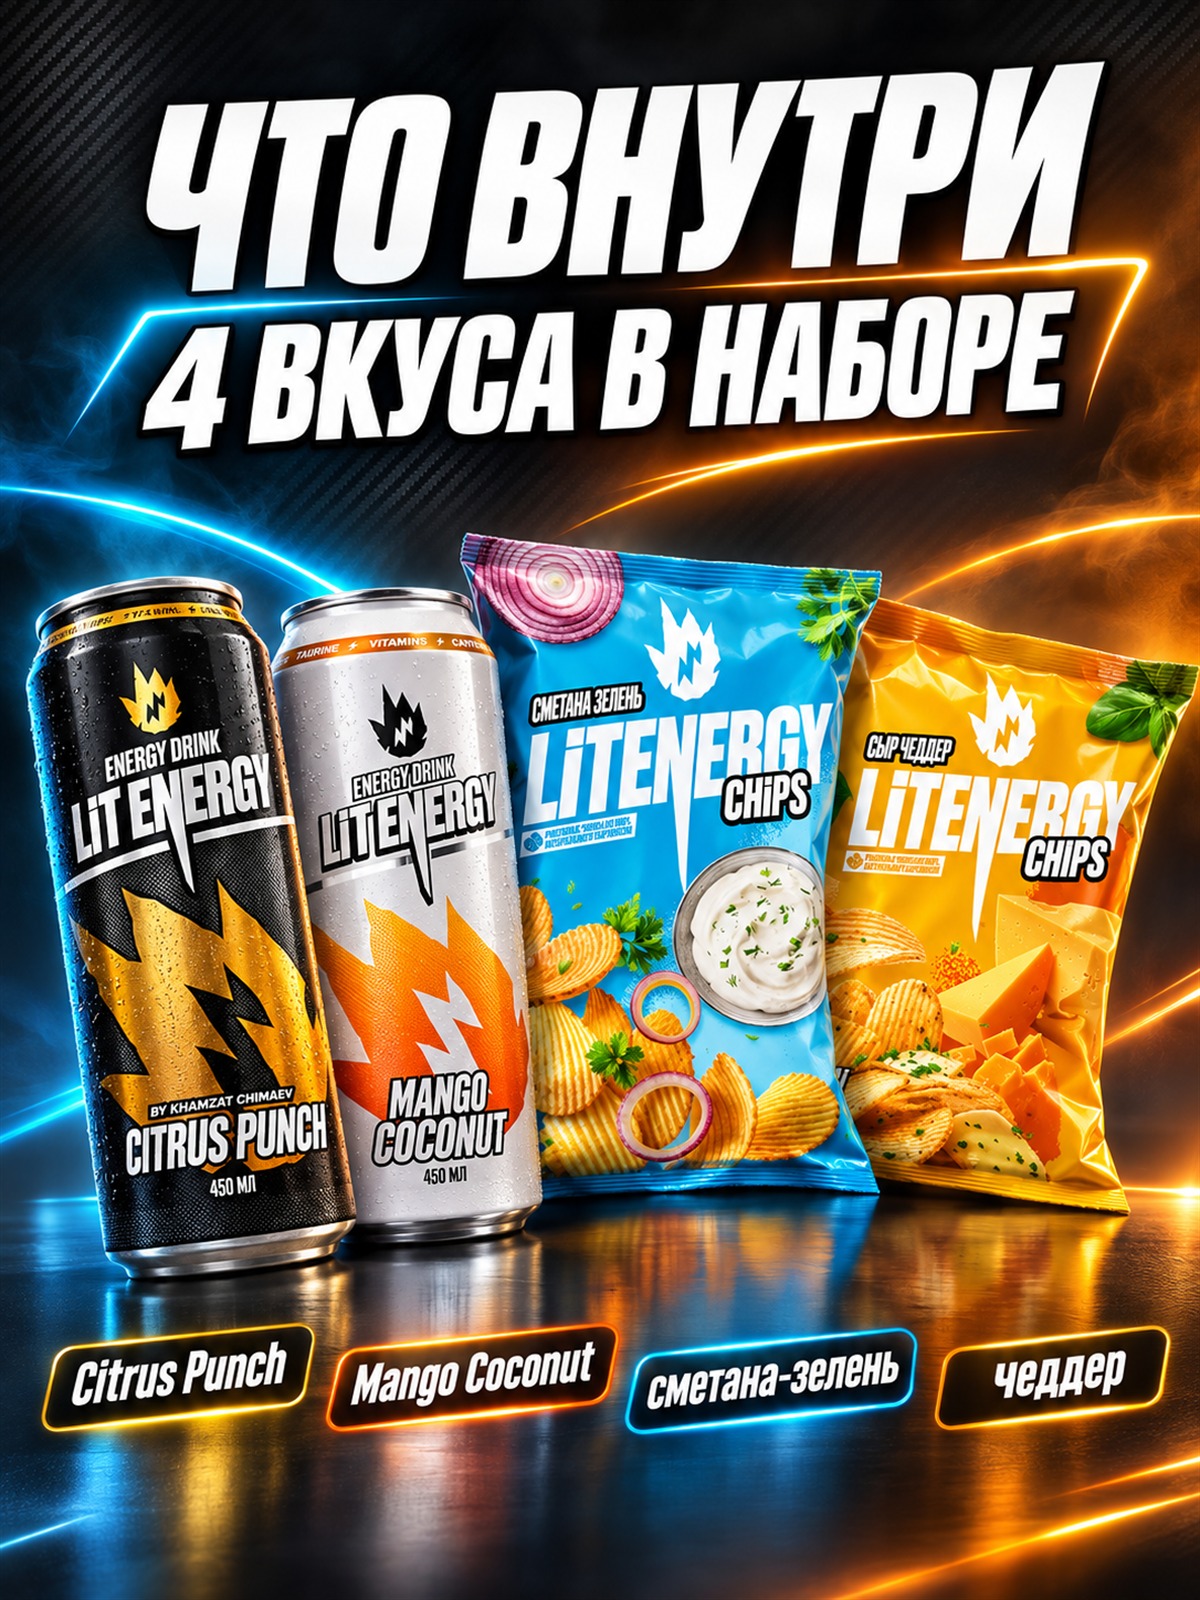 ЧТО ВНУТРИ
4 ВКУСА В НАБОРЕ
ENERGY DRINK
LIT ENERGY
BY KHAMZAT CHIMAEV
CITRUS PUNCH
450 МЛ
TAURINE ⚡ VITAMINS ⚡
ENERGY DRINK
LiTENERGY
MANGO
COCONUT
450 МЛ
СМЕТАНА ЗЕЛЕНЬ
LiTENERGY
CHiPS
СЫР ЧЕДДЕР
LiTENERGY
CHIPS
Citrus Punch
Mango Coconut
сметана-зелень
чеддер